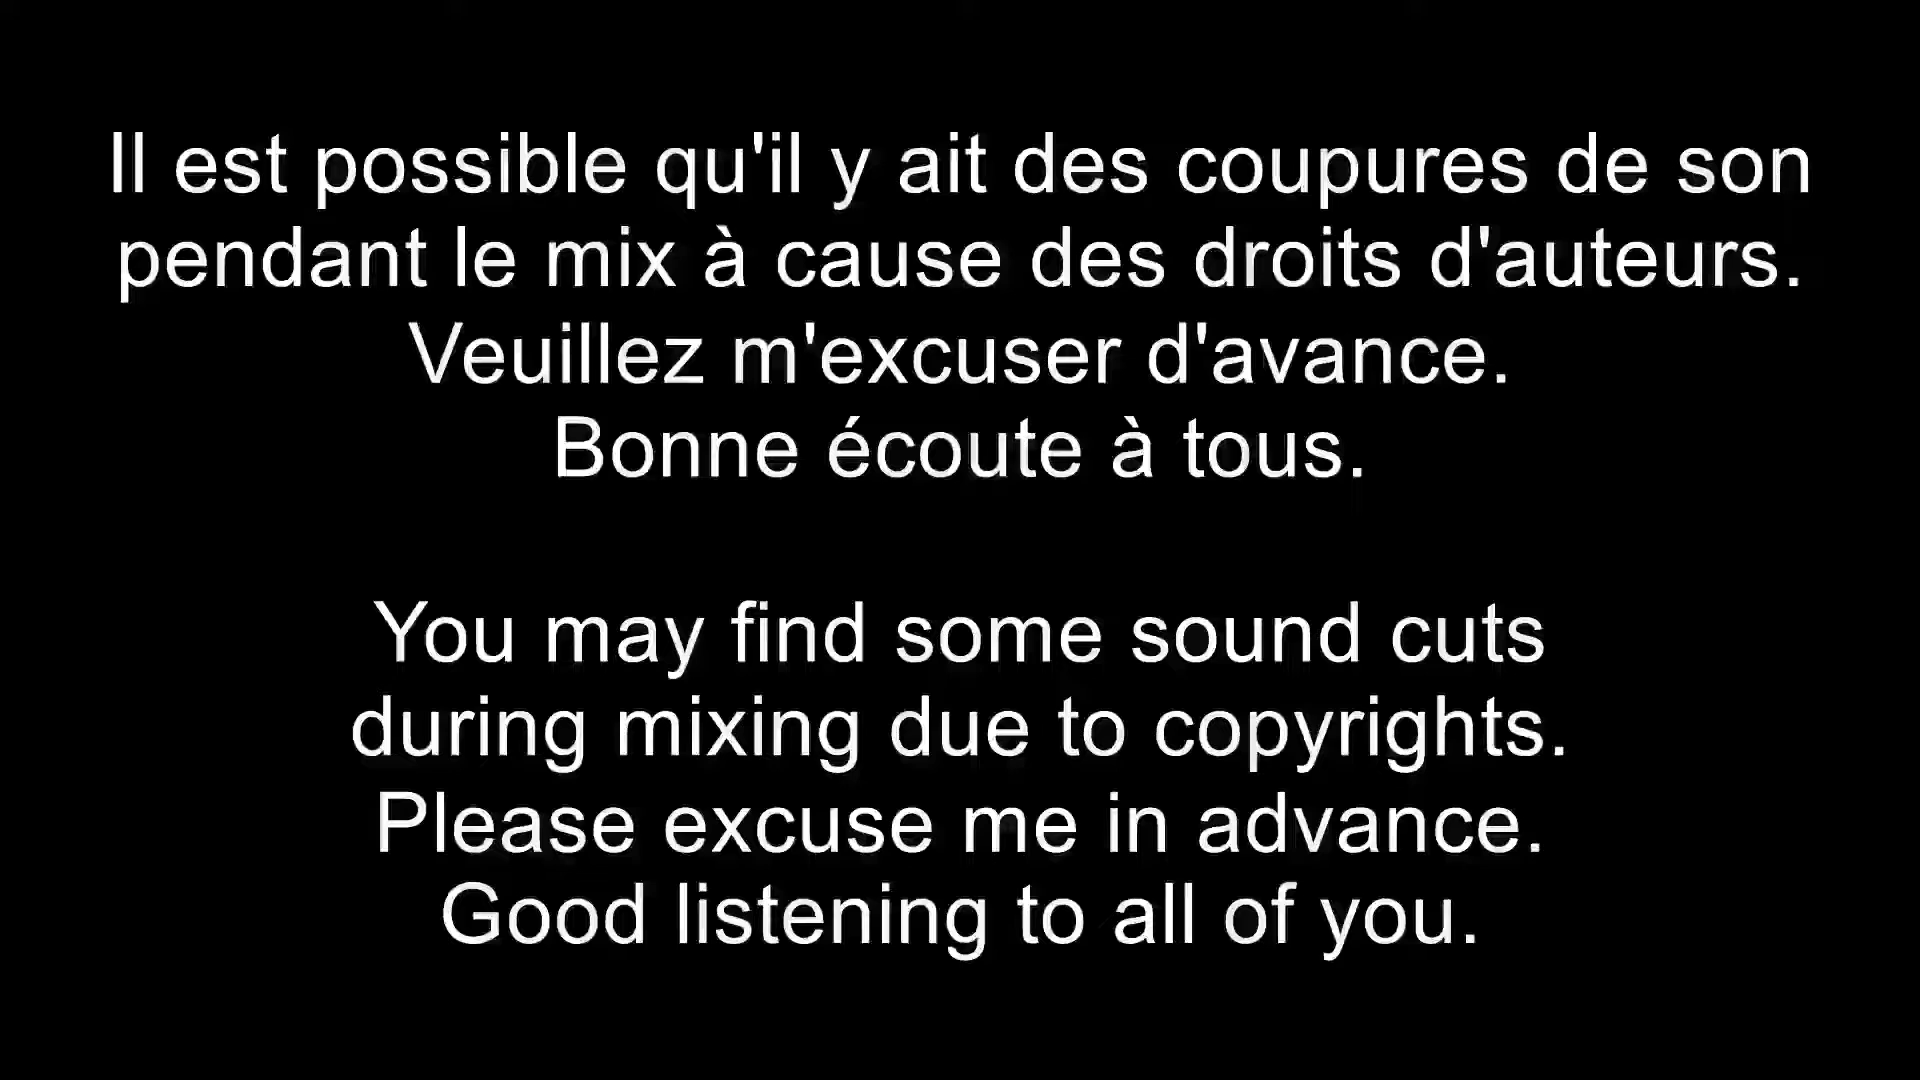 Il est possible qu'il y ait des coupures de son
pendant le mix à cause des droits d'auteurs.
Veuillez m'excuser d'avance.
Bonne écoute à tous.
You may find some sound cuts
during mixing due to copyrights.
Please excuse me in advance.
Good listening to all of you.